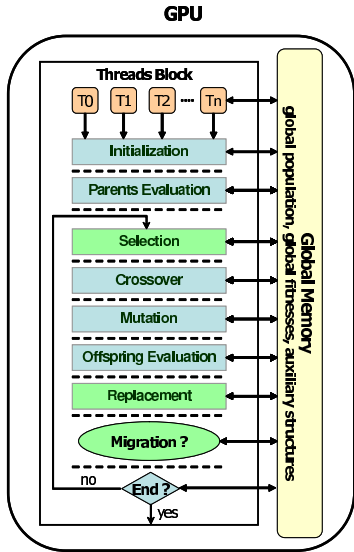 GPU
Threads Block
T0 T1 T2 Tn
Initialization
Parents Evaluation
Selection
Crossover
Mutation
Offspring Evaluation
Replacement
Migration ?
no
End ?
yes
Global Memory
global population, global fitnesses, auxiliary structures